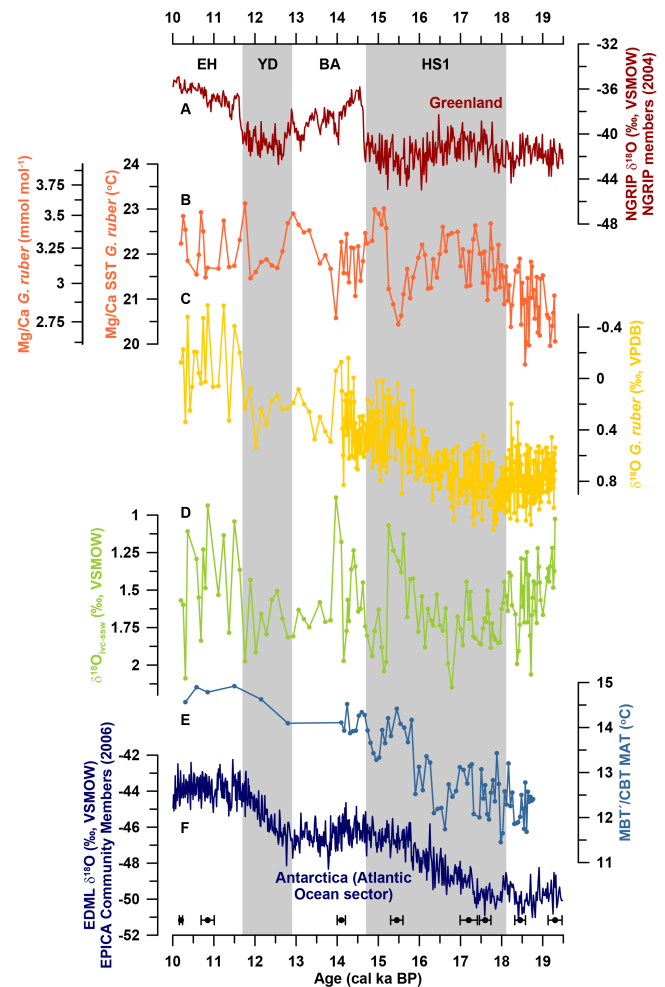 10 11 12 13 14 15 16 17 18 19
EH YD BA HS1
-32
-36
-40
-44
-48
NGRIP δ18O (‰, VSMOW)
NGRIP members (2004)
A
Greenland
3.75
3.5
3.25
3
2.75
Mg/Ca G. ruber (mmol mol-1)
24
23
22
21
20
Mg/Ca SST G. ruber (°C)
B
C
-0.4
0
0.4
0.8
δ18O G. ruber (‰, VPDB)
D
1
1.25
1.5
1.75
2
δ18Oivc-ssw (‰, VSMOW)
E
15
14
13
12
11
MBT´/CBT MAT (°C)
-42
-44
-46
-48
-50
-52
EDML δ18O (‰, VSMOW)
EPICA Community Members (2006)
F
Antarctica (Atlantic
Ocean sector)
10 11 12 13 14 15 16 17 18 19
Age (cal ka BP)